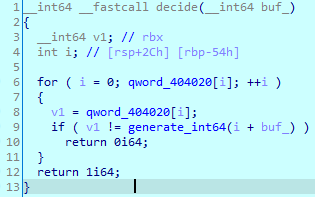 1 __int64 __fastcall decide(__int64 buf_)
2 {
3 __int64 v1; // rbx
4 int i; // [rsp+2Ch] [rbp-54h]
5
6 for ( i = 0; qword_404020[i]; ++i )
7 {
8 v1 = qword_404020[i];
9 if ( v1 != generate_int64(i + buf_) )
10 return 0i64;
11 }
12 return 1i64;
13 }